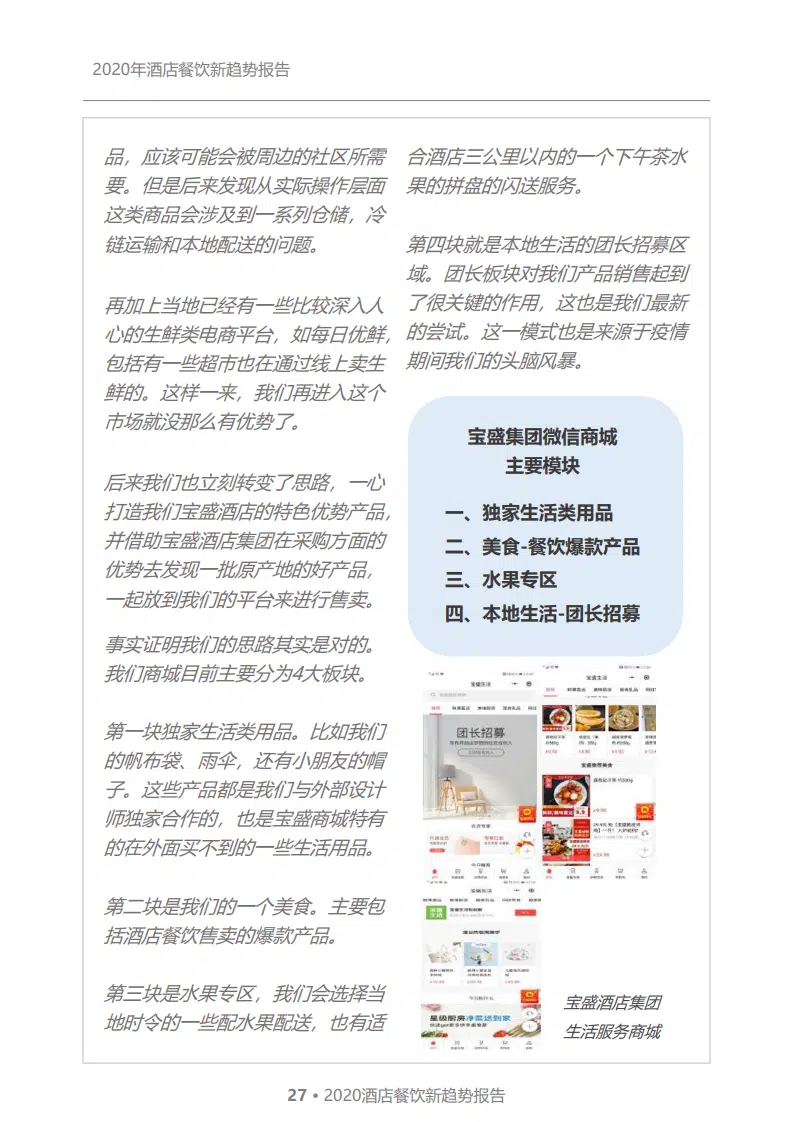 2020年酒店餐饮新趋势报告
品，应该可能会被周边的社区所需
要。但是后来发现从实际操作层面
这类商品会涉及到一系列仓储，冷
链运输和本地配送的问题。
再加上当地已经有一些比较深入人
心的生鲜类电商平台，如每日优鲜，
包括有一些超市也在通过线上卖生
鲜的。这样一来，我们再进入这个
市场就没那么有优势了。
后来我们也立刻转变了思路，一心
打造我们宝盛酒店的特色优势产品，
并借助宝盛酒店集团在采购方面的
优势去发现一批原产地的好产品，
一起放到我们的平台来进行售卖。
事实证明我们的思路其实是对的。
我们商城目前主要分为4大板块。
第一块独家生活类用品。比如我们
的帆布袋、雨伞，还有小朋友的帽
子。这些产品都是我们与外部设计
师独家合作的，也是宝盛商城特有
的在外面买不到的一些生活用品。
第二块是我们的一个美食。主要包
括酒店餐饮售卖的爆款产品。
第三块是水果专区，我们会选择当
地时令的一些配水果配送，也有适
合酒店三公里以内的一个下午茶水
果的拼盘的闪送服务。
第四块就是本地生活的团长招募区
域。团长板块对我们产品销售起到
了很关键的作用，这也是我们最新
的尝试。这一模式也是来源于疫情
期间我们的头脑风暴。
宝盛集团微信商城
主要模块
一、独家生活类用品
二、美食-餐饮爆款产品
三、水果专区
四、本地生活-团长招募
宝盛生活
团长招募
宝盛生活
宝盛推荐美食
宝盛生活
星级厨房净菜送到家
宝盛酒店集团
生活服务商城
27 • 2020酒店餐饮新趋势报告